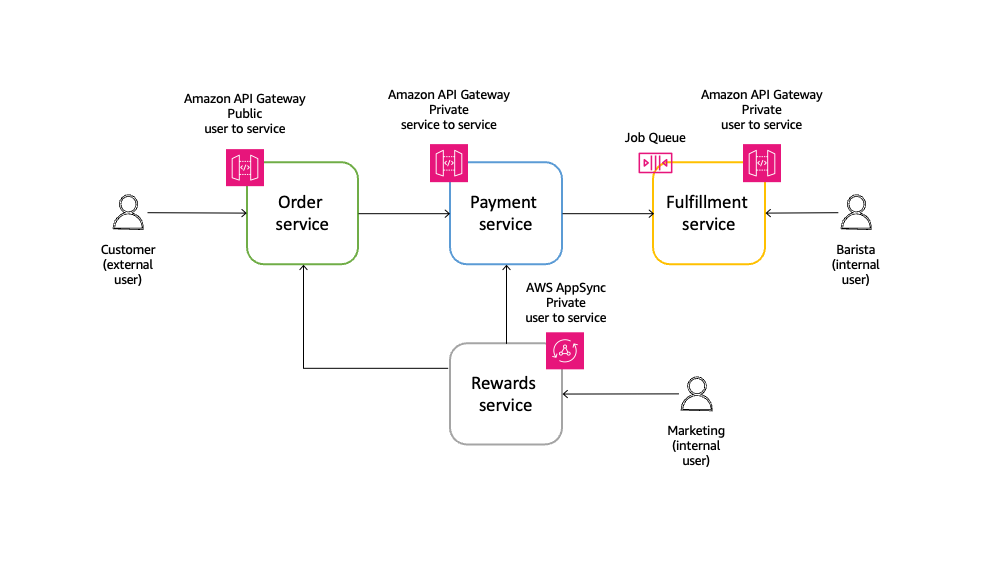 Amazon API Gateway
Public
user to service
Amazon API Gateway
Private
service to service
Amazon API Gateway
Private
user to service
Job Queue
Order
service
Payment
service
Fulfillment
service
Customer
(external
user)
Barista
(internal
user)
AWS AppSync
Private
user to service
Rewards
service
Marketing
(internal
user)